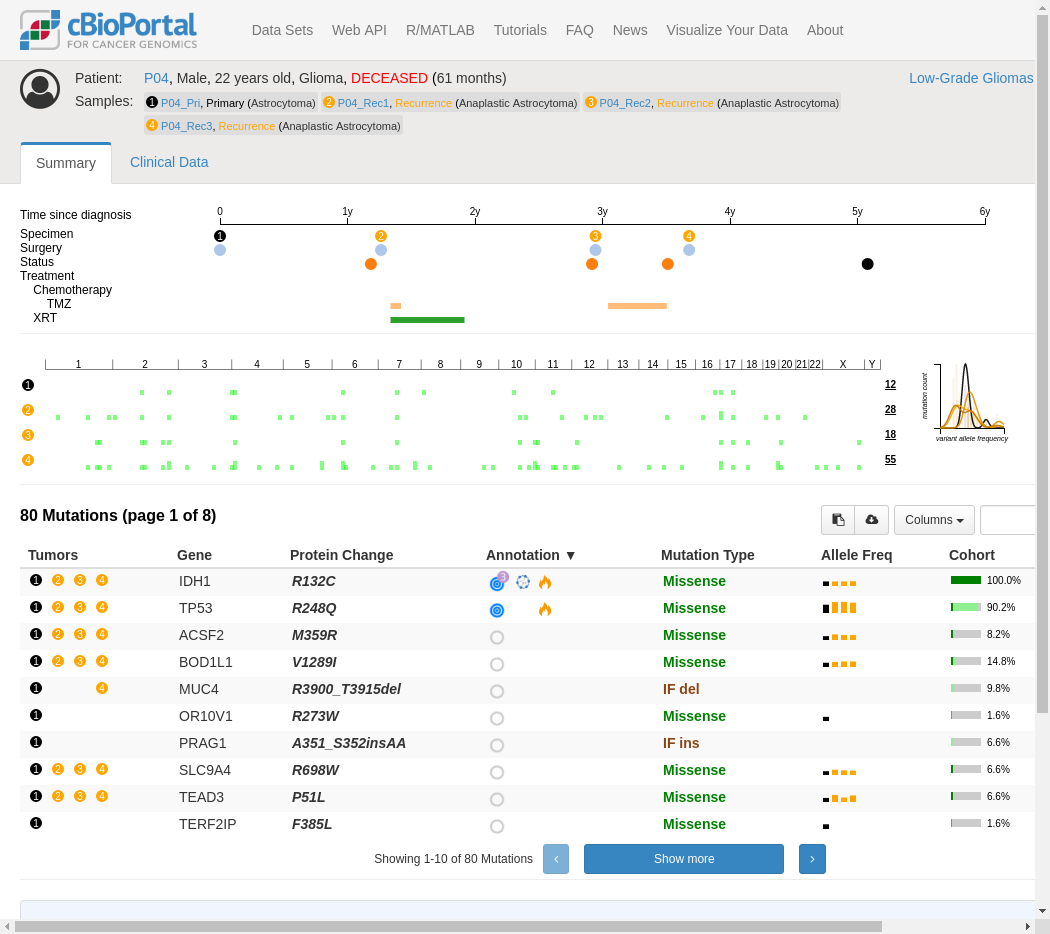 cBioPortal
FOR CANCER GENOMICS
Data Sets Web API R/MATLAB Tutorials FAQ News Visualize Your Data About
Patient: P04, Male, 22 years old, Glioma, DECEASED (61 months) Low-Grade Gliomas
Samples: 1 P04_Pri, Primary (Astrocytoma) 2 P04_Rec1, Recurrence (Anaplastic Astrocytoma) 3 P04_Rec2, Recurrence (Anaplastic Astrocytoma)
4 P04_Rec3, Recurrence (Anaplastic Astrocytoma)
Summary Clinical Data
Time since diagnosis 0 1y 2y 3y 4y 5y 6y
Specimen 1 2 3 4
Surgery
Status
Treatment
Chemotherapy
TMZ
XRT
1 2 3 4 5 6 7 8 9 10 11 12 13 14 15 16 17 18 19 20 21 22 X Y
1 12
2 28
3 18
4 55
mutation count
variant allele frequency
80 Mutations (page 1 of 8) Columns
Tumors Gene Protein Change Annotation ▼ Mutation Type Allele Freq Cohort
1 2 3 4 IDH1 R132C 3 Missense 100.0%
1 2 3 4 TP53 R248Q Missense 90.2%
1 2 3 4 ACSF2 M359R Missense 8.2%
1 2 3 4 BOD1L1 V1289I Missense 14.8%
1 4 MUC4 R3900_T3915del IF del 9.8%
1 OR10V1 R273W Missense 1.6%
1 PRAG1 A351_S352insAA IF ins 6.6%
1 2 3 4 SLC9A4 R698W Missense 6.6%
1 2 3 4 TEAD3 P51L Missense 6.6%
1 TERF2IP F385L Missense 1.6%
Showing 1-10 of 80 Mutations ‹ Show more ›